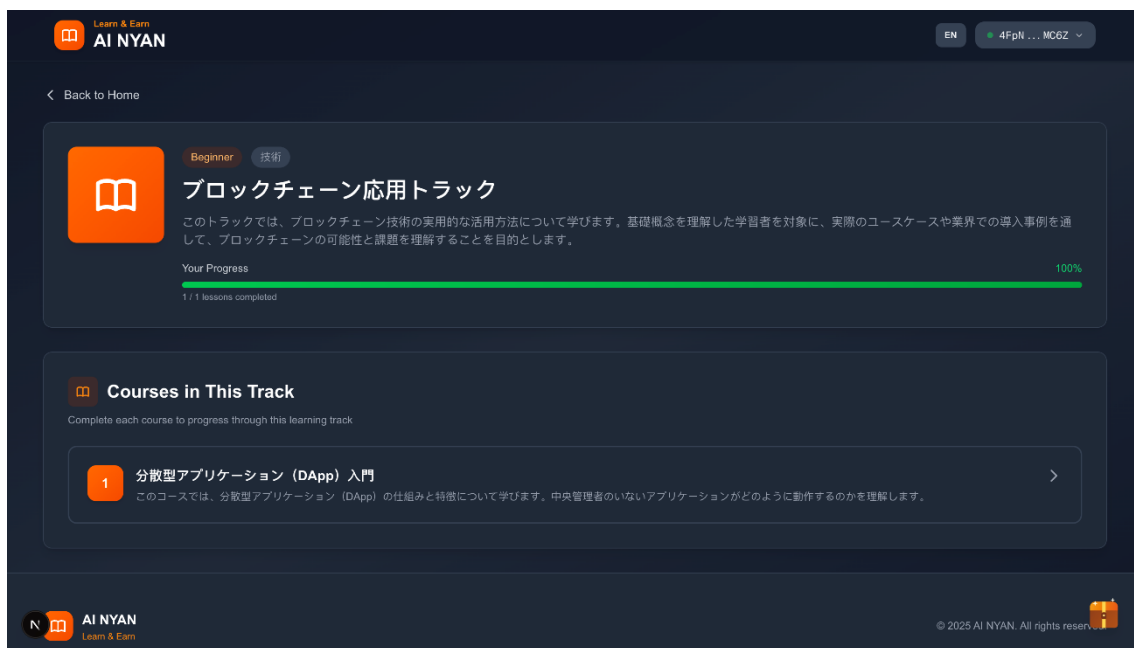 Learn & Earn
AI NYAN
EN
4FpN...MC6Z
Back to Home
Beginner
技術
ブロックチェーン応用トラック
このトラックでは、ブロックチェーン技術の実用的な活用方法について学びます。基礎概念を理解した学習者を対象に、実際のユースケースや業界での導入事例を通
して、ブロックチェーンの可能性と課題を理解することを目的とします。
Your Progress
100%
1 / 1 lessons completed
Courses in This Track
Complete each course to progress through this learning track
1
分散型アプリケーション（DApp）入門
このコースでは、分散型アプリケーション（DApp）の仕組みと特徴について学びます。中央管理者のいないアプリケーションがどのように動作するのかを理解します。
N
AI NYAN
Learn & Earn
© 2025 AI NYAN. All rights reserv